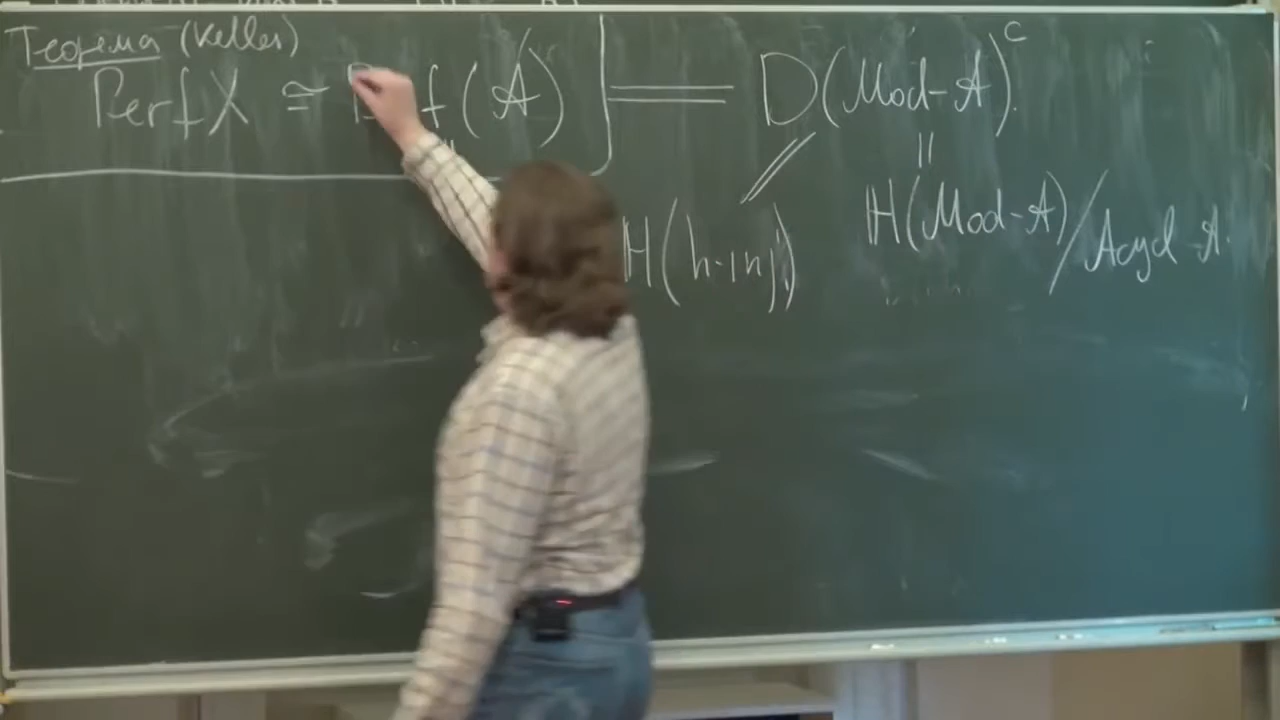 Теорема (Keller)
Perf X ≅ f (A) = D(Mod-A)ᶜ.
H(h-inj) H(Mod-A)/Acycl-A.